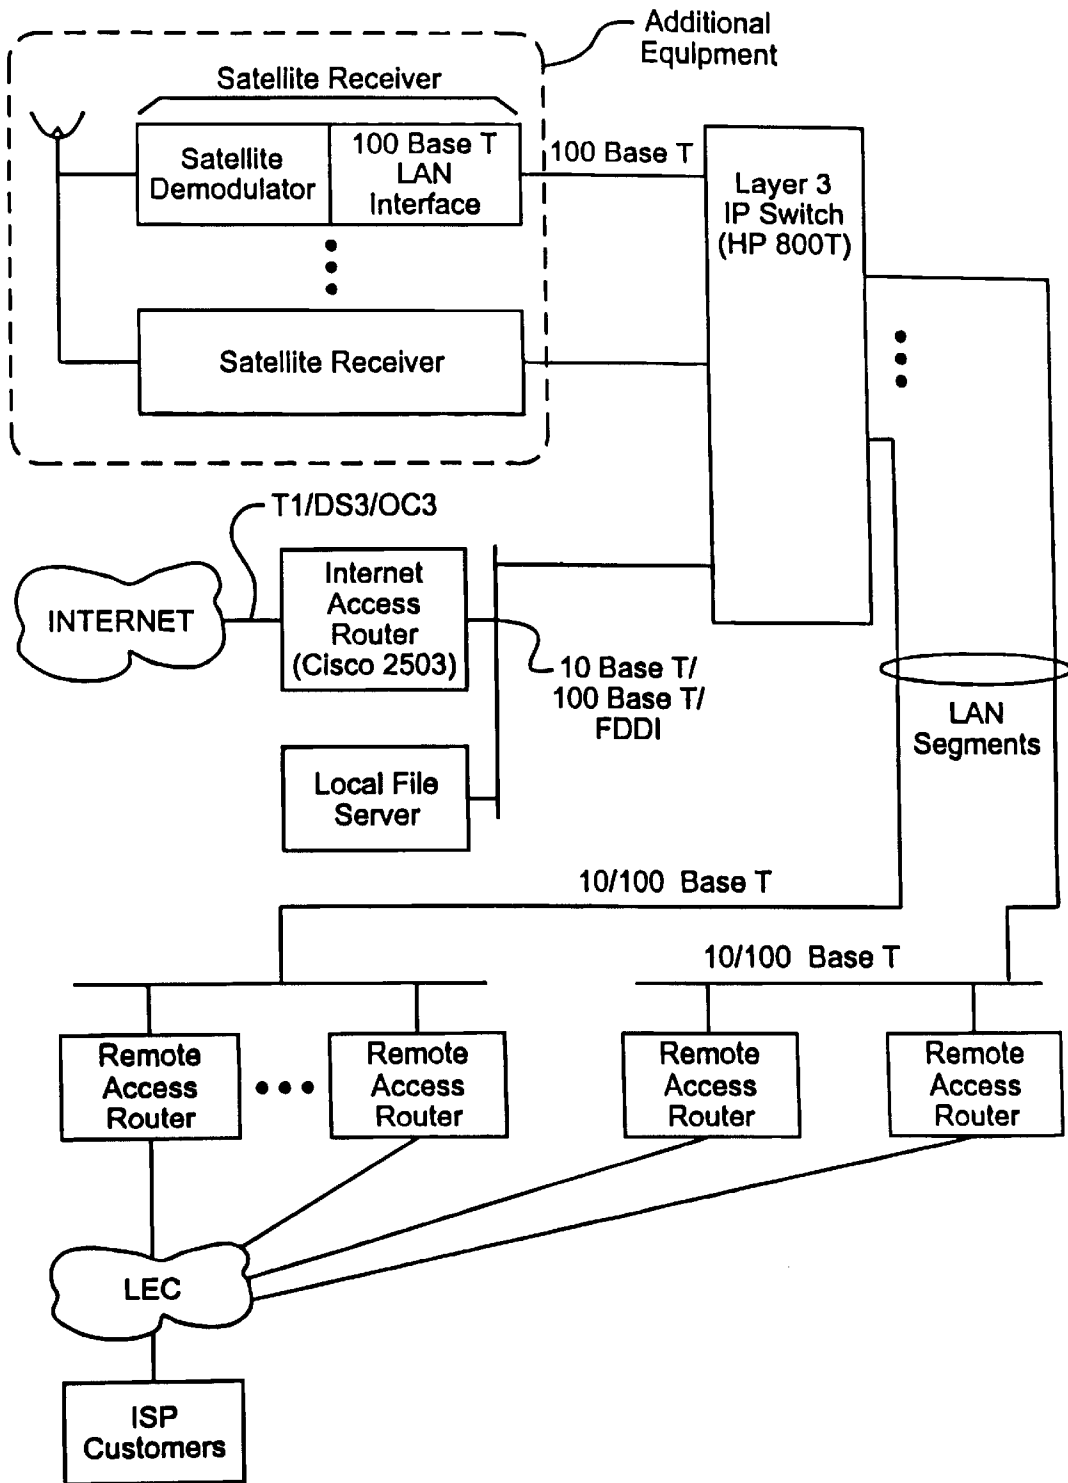 Additional
Equipment
Satellite Receiver
Satellite
Demodulator
100 Base T
LAN
Interface
100 Base T
Layer 3
IP Switch
(HP 800T)
Satellite Receiver
T1/DS3/OC3
INTERNET
Internet
Access
Router
(Cisco 2503)
10 Base T/
100 Base T/
FDDI
LAN
Segments
Local File
Server
10/100 Base T
10/100 Base T
Remote
Access
Router
Remote
Access
Router
Remote
Access
Router
Remote
Access
Router
LEC
ISP
Customers